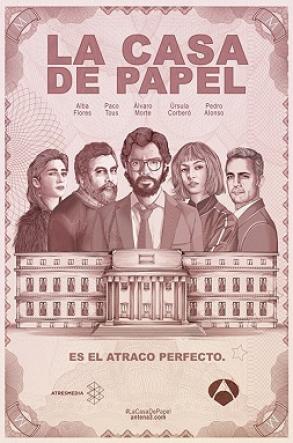 LA CASA
DE PAPEL
Alba Flores
Paco Tous
Álvaro Morte
Úrsula Corberó
Pedro Alonso
ES EL ATRACO PERFECTO.
ATRESMEDIA
#LaCasaDePapel
antena3.com